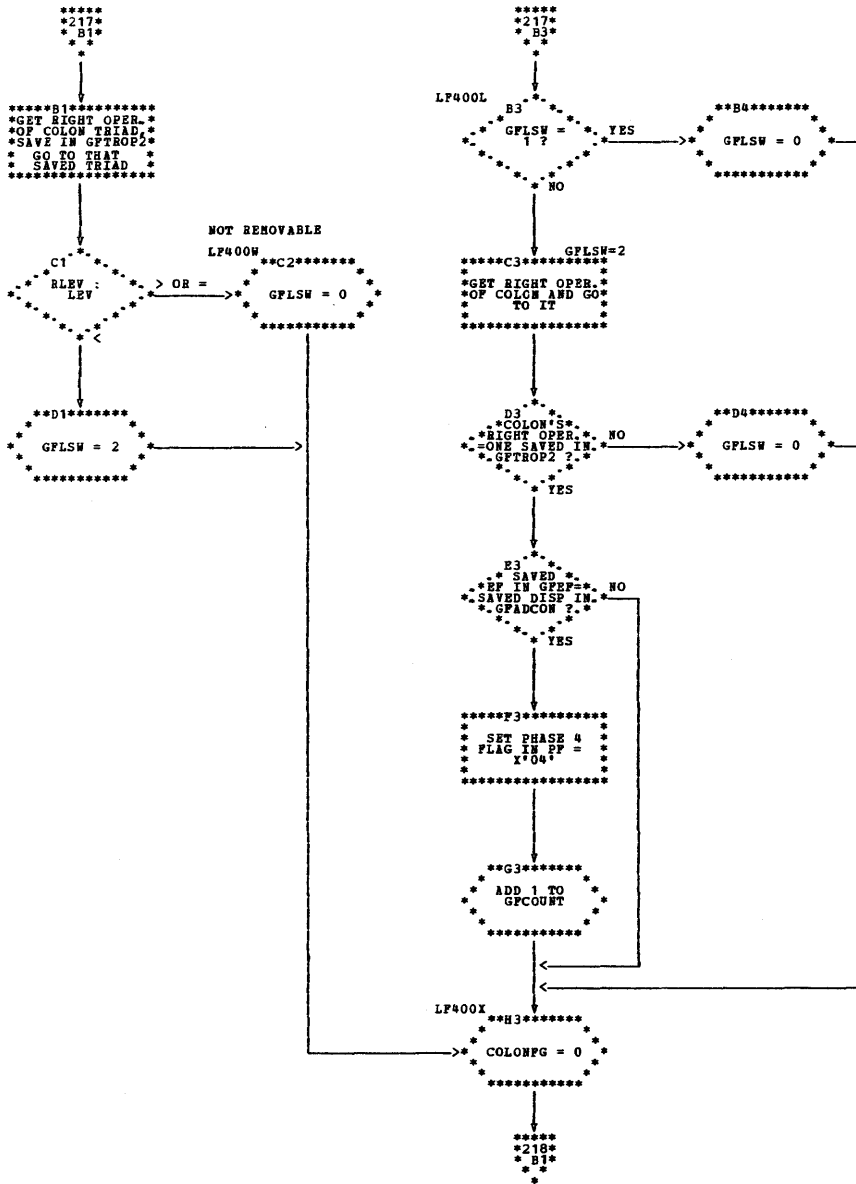 217
B1
B1
GET RIGHT OPER.
OF COLON TRIAD,
SAVE IN GFTROP2
GO TO THAT
SAVED TRIAD
C1
RLEV :
LEV
> OR =
<
NOT REMOVABLE
LF400W
C2
GFLSW = 0
D1
GFLSW = 2
217
B3
LF400L
B3
GFLSW =
1 ?
YES
NO
B4
GFLSW = 0
GFLSW=2
C3
GET RIGHT OPER.
OF COLON AND GO
TO IT
D3
COLON'S
RIGHT OPER.
=ONE SAVED IN
GFTROP2 ?
NO
YES
D4
GFLSW = 0
E3
SAVED
EF IN GFEF=
SAVED DISP IN
GFADCON ?
NO
YES
F3
SET PHASE 4
FLAG IN PF =
X'04'
G3
ADD 1 TO
GFCOUNT
LF400X
H3
COLONFG = 0
218
B1